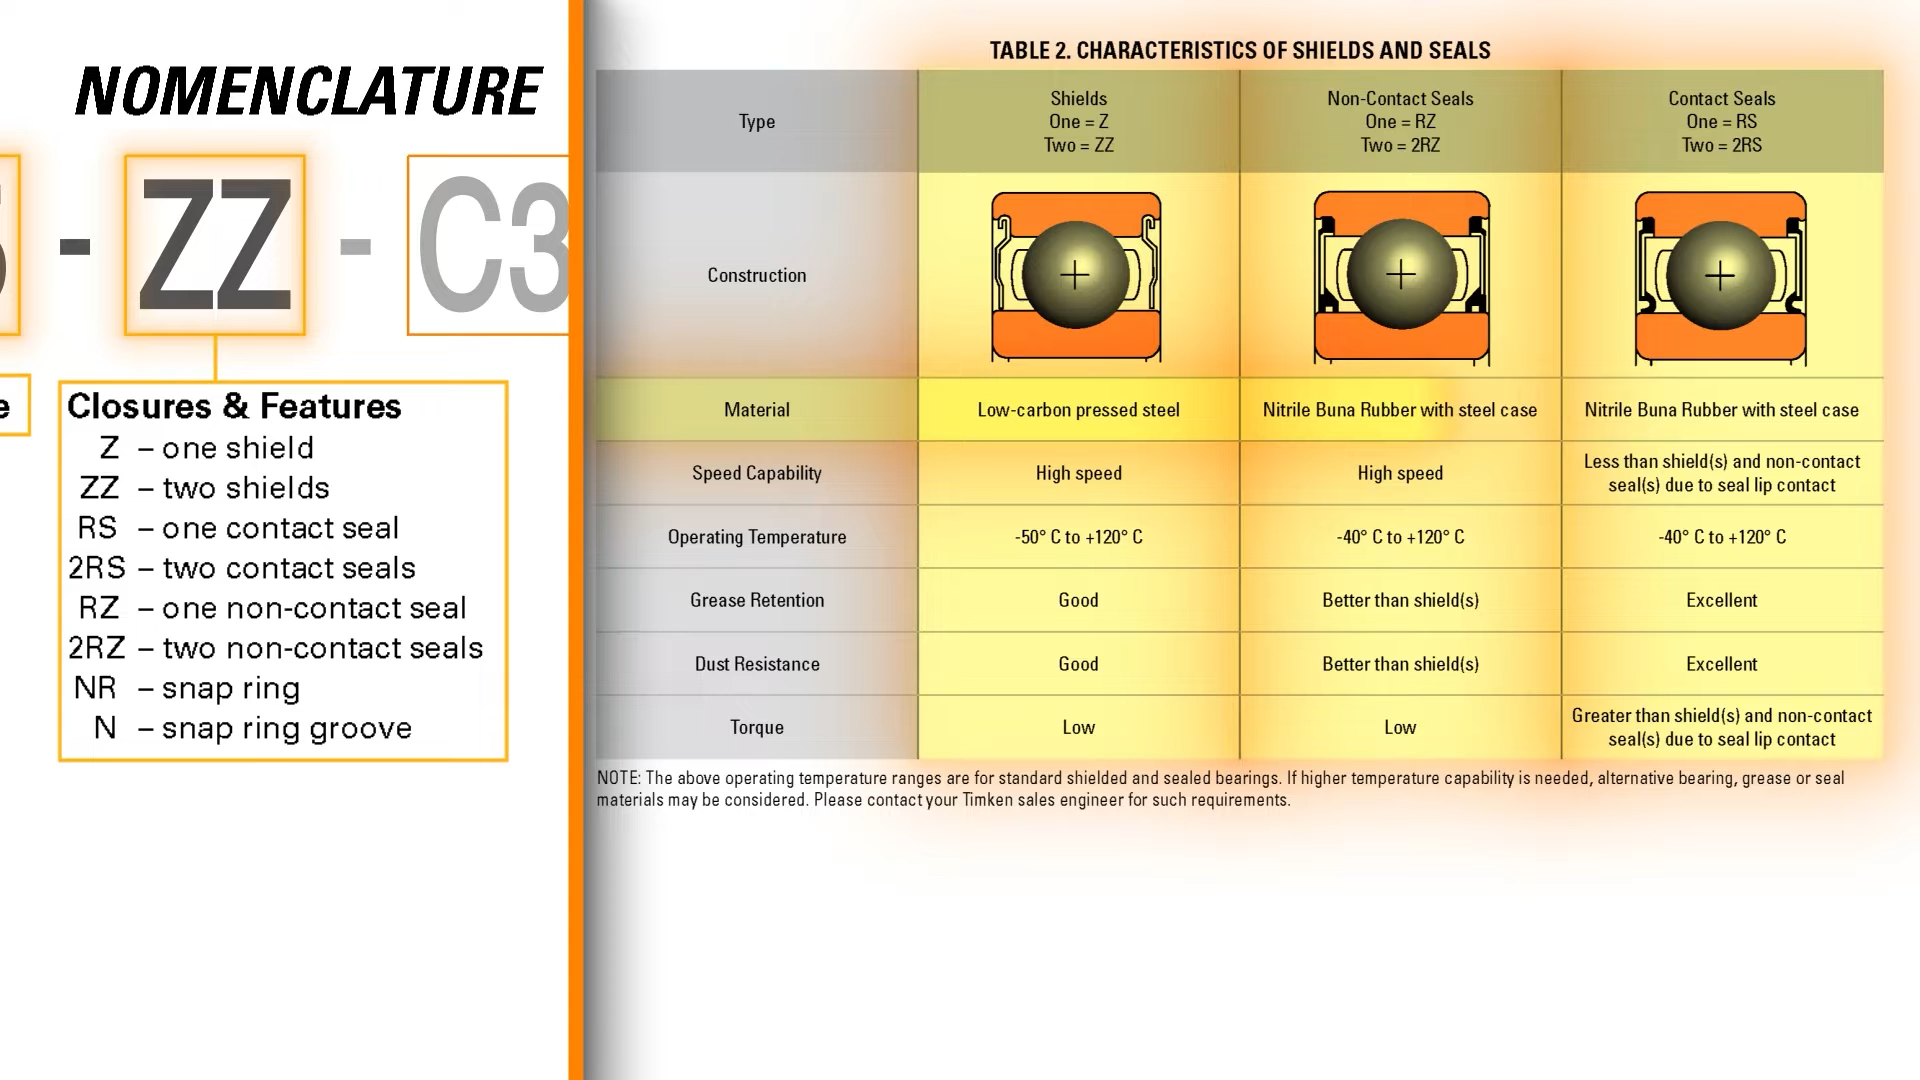 NOMENCLATURE
- ZZ - C3
Closures & Features
Z – one shield
ZZ – two shields
RS – one contact seal
2RS – two contact seals
RZ – one non-contact seal
2RZ – two non-contact seals
NR – snap ring
N – snap ring groove
TABLE 2. CHARACTERISTICS OF SHIELDS AND SEALS
Type
Shields
One = Z
Two = ZZ
Non-Contact Seals
One = RZ
Two = 2RZ
Contact Seals
One = RS
Two = 2RS
Construction
Material
Low-carbon pressed steel
Nitrile Buna Rubber with steel case
Nitrile Buna Rubber with steel case
Speed Capability
High speed
High speed
Less than shield(s) and non-contact
seal(s) due to seal lip contact
Operating Temperature
-50° C to +120° C
-40° C to +120° C
-40° C to +120° C
Grease Retention
Good
Better than shield(s)
Excellent
Dust Resistance
Good
Better than shield(s)
Excellent
Torque
Low
Low
Greater than shield(s) and non-contact
seal(s) due to seal lip contact
NOTE: The above operating temperature ranges are for standard shielded and sealed bearings. If higher temperature capability is needed, alternative bearing, grease or seal
materials may be considered. Please contact your Timken sales engineer for such requirements.